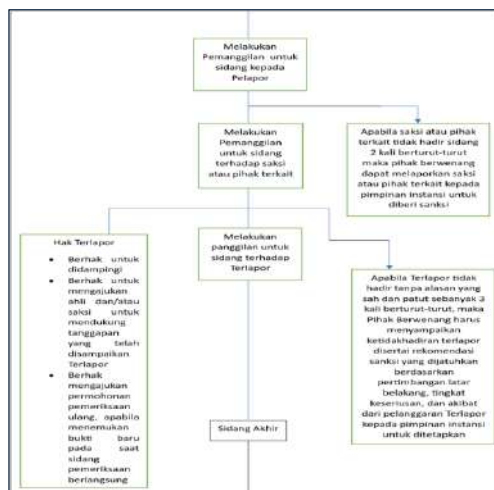 Melakukan
Pemanggilan untuk
sidang kepada
Pelapor
Melakukan
Pemanggilan
untuk sidang
terhadap saksi
atau pihak terkait
Apabila saksi atau pihak
terkait tidak hadir sidang
2 kali berturut-turut
maka pihak berwenang
dapat melaporkan saksi
atau pihak terkait kepada
pimpinan instansi untuk
diberi sanksi
Hak Terlapor
• Berhak untuk
didampingi
• Berhak untuk
mengajukan
ahli dan/atau
saksi untuk
mendukung
tanggapan
yang telah
disampaikan
Terlapor
• Berhak
mengajukan
permohonan
pemeriksaan
ulang, apabila
menemukan
bukti baru
pada saat
sidang
pemeriksaan
berlangsung
Melakukan
panggilan untuk
sidang terhadap
Terlapor
Apabila Terlapor tidak
hadir tanpa alasan yang
sah dan patut sebanyak 3
kali berturut-turut, maka
Pihak Berwenang harus
menyampaikan
ketidakhadiran terlapor
disertai rekomendasi
sanksi yang dijatuhkan
berdasarkan
pertimbangan latar
belakang, tingkat
keseriusan, dan akibat
dari pelanggaran Terlapor
kepada pimpinan instansi
untuk ditetapkan
Sidang Akhir